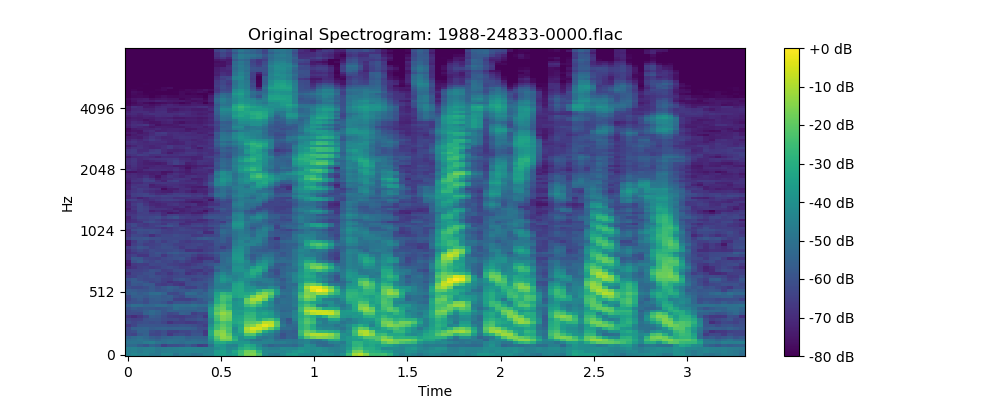 Original Spectrogram: 1988-24833-0000.flac
Hz
4096
2048
1024
512
0
0 0.5 1 1.5 2 2.5 3
Time
+0 dB
-10 dB
-20 dB
-30 dB
-40 dB
-50 dB
-60 dB
-70 dB
-80 dB